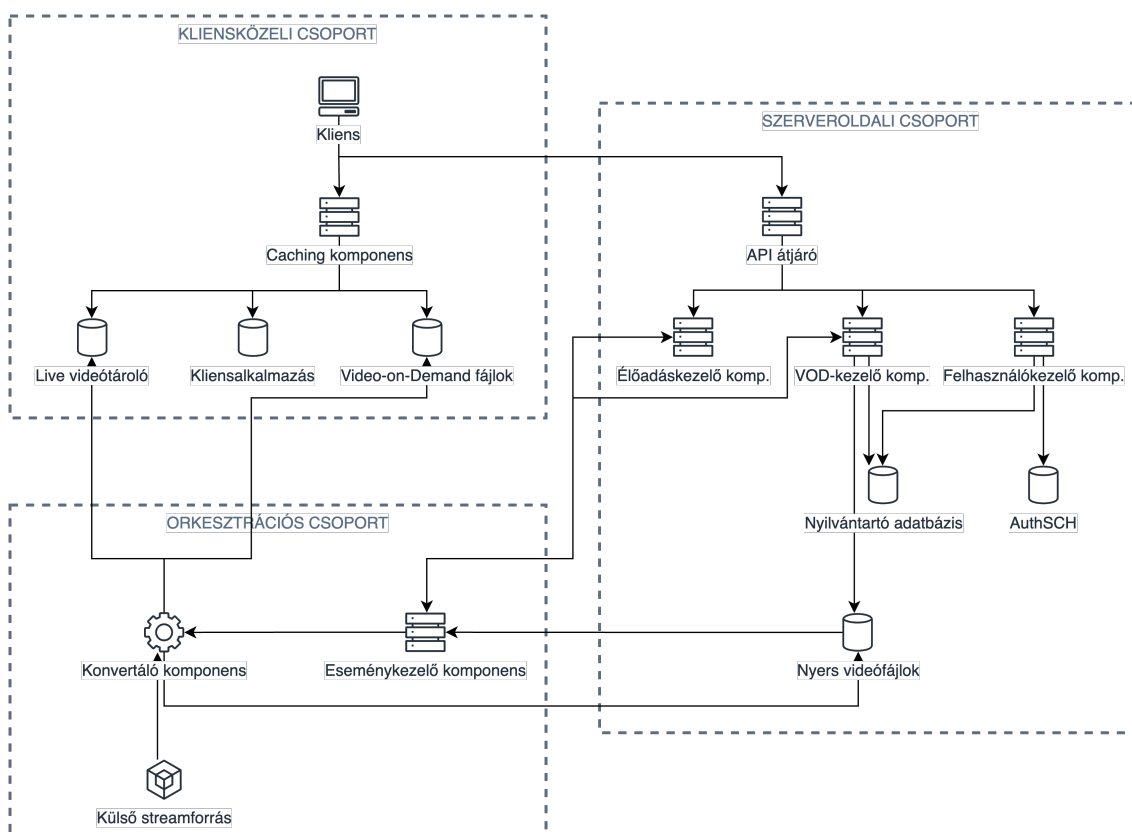 KLIENSKÖZELI CSOPORT
Kliens
SZERVEROLDALI CSOPORT
Caching komponens
API átjáró
Live videótároló
Kliensalkalmazás
Video-on-Demand fájlok
Élőadáskezelő komp.
VOD-kezelő komp.
Felhasználókezelő komp.
Nyilvántartó adatbázis
AuthSCH
ORKESZTRÁCIÓS CSOPORT
Konvertáló komponens
Eseménykezelő komponens
Nyers videófájlok
Külső streamforrás